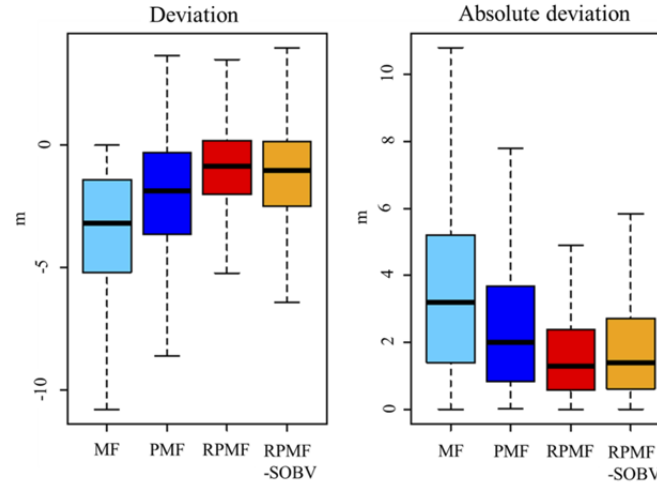 Deviation
m
0
-5
-10
MF PMF RPMF RPMF
-SOBV
Absolute deviation
m
10
8
6
4
2
0
MF PMF RPMF RPMF
-SOBV